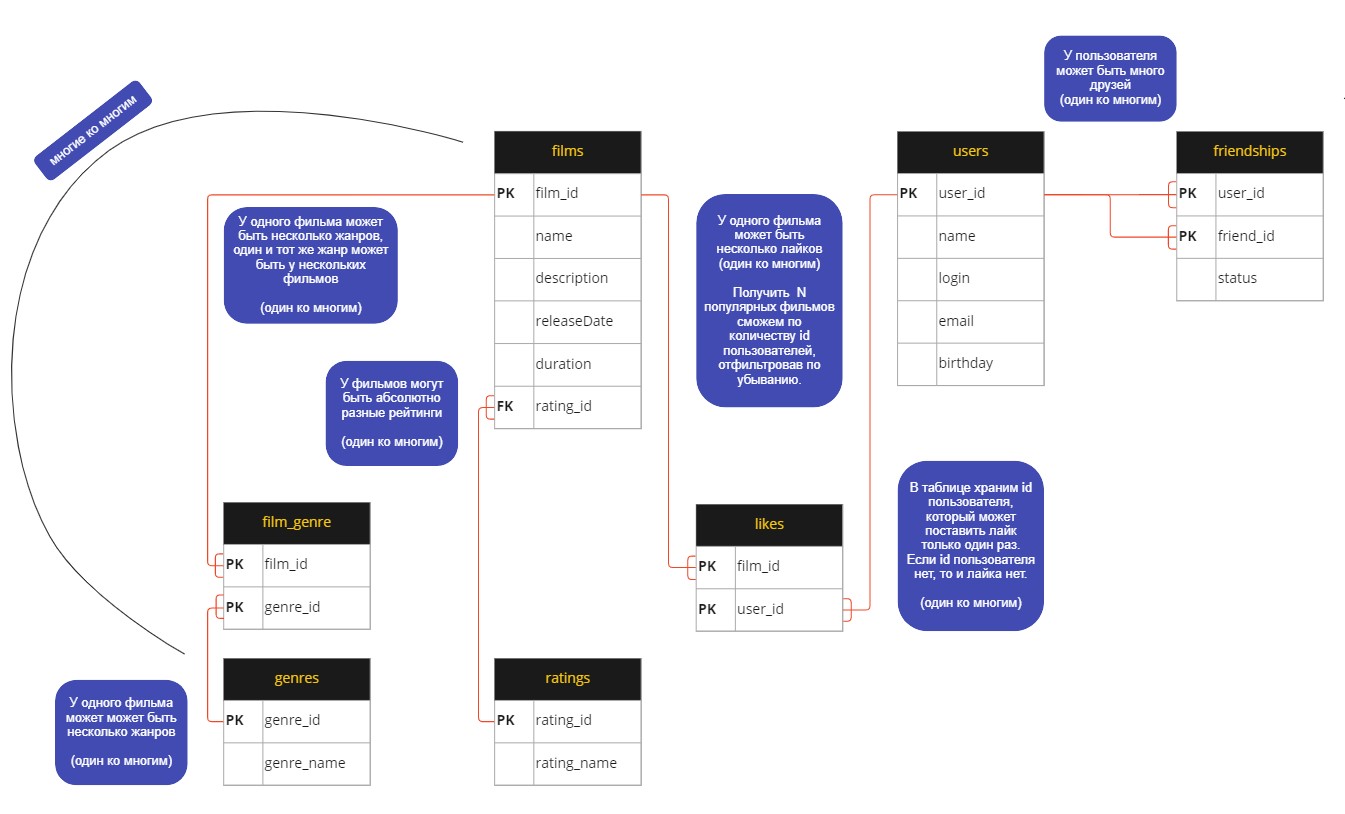 У пользователя
может быть много
друзей
(один ко многим)
многие ко многим
films
PK film_id
name
description
releaseDate
duration
FK rating_id
users
PK user_id
name
login
email
birthday
friendships
PK user_id
PK friend_id
status
У одного фильма может
быть несколько жанров,
один и тот же жанр может
быть у нескольких
фильмов
(один ко многим)
У одного фильма
может быть
несколько лайков
(один ко многим)
Получить N
популярных фильмов
сможем по
количеству id
пользователей,
отфильтровав по
убыванию.
У фильмов могут
быть абсолютно
разные рейтинги
(один ко многим)
В таблице храним id
пользователя,
который может
поставить лайк
только один раз.
Если id пользователя
нет, то и лайка нет.
(один ко многим)
film_genre
PK film_id
PK genre_id
likes
PK film_id
PK user_id
genres
PK genre_id
genre_name
ratings
PK rating_id
rating_name
У одного фильма
может может быть
несколько жанров
(один ко многим)